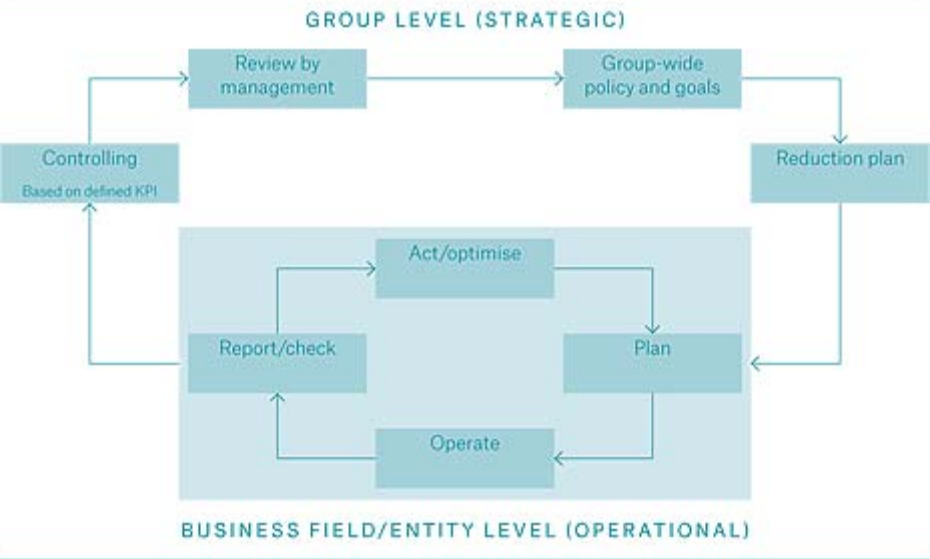 GROUP LEVEL (STRATEGIC)
Review by
management
Group-wide
policy and goals
Controlling
Based on defined KPI
Reduction plan
Act/optimise
Report/check
Plan
Operate
BUSINESS FIELD/ENTITY LEVEL (OPERATIONAL)